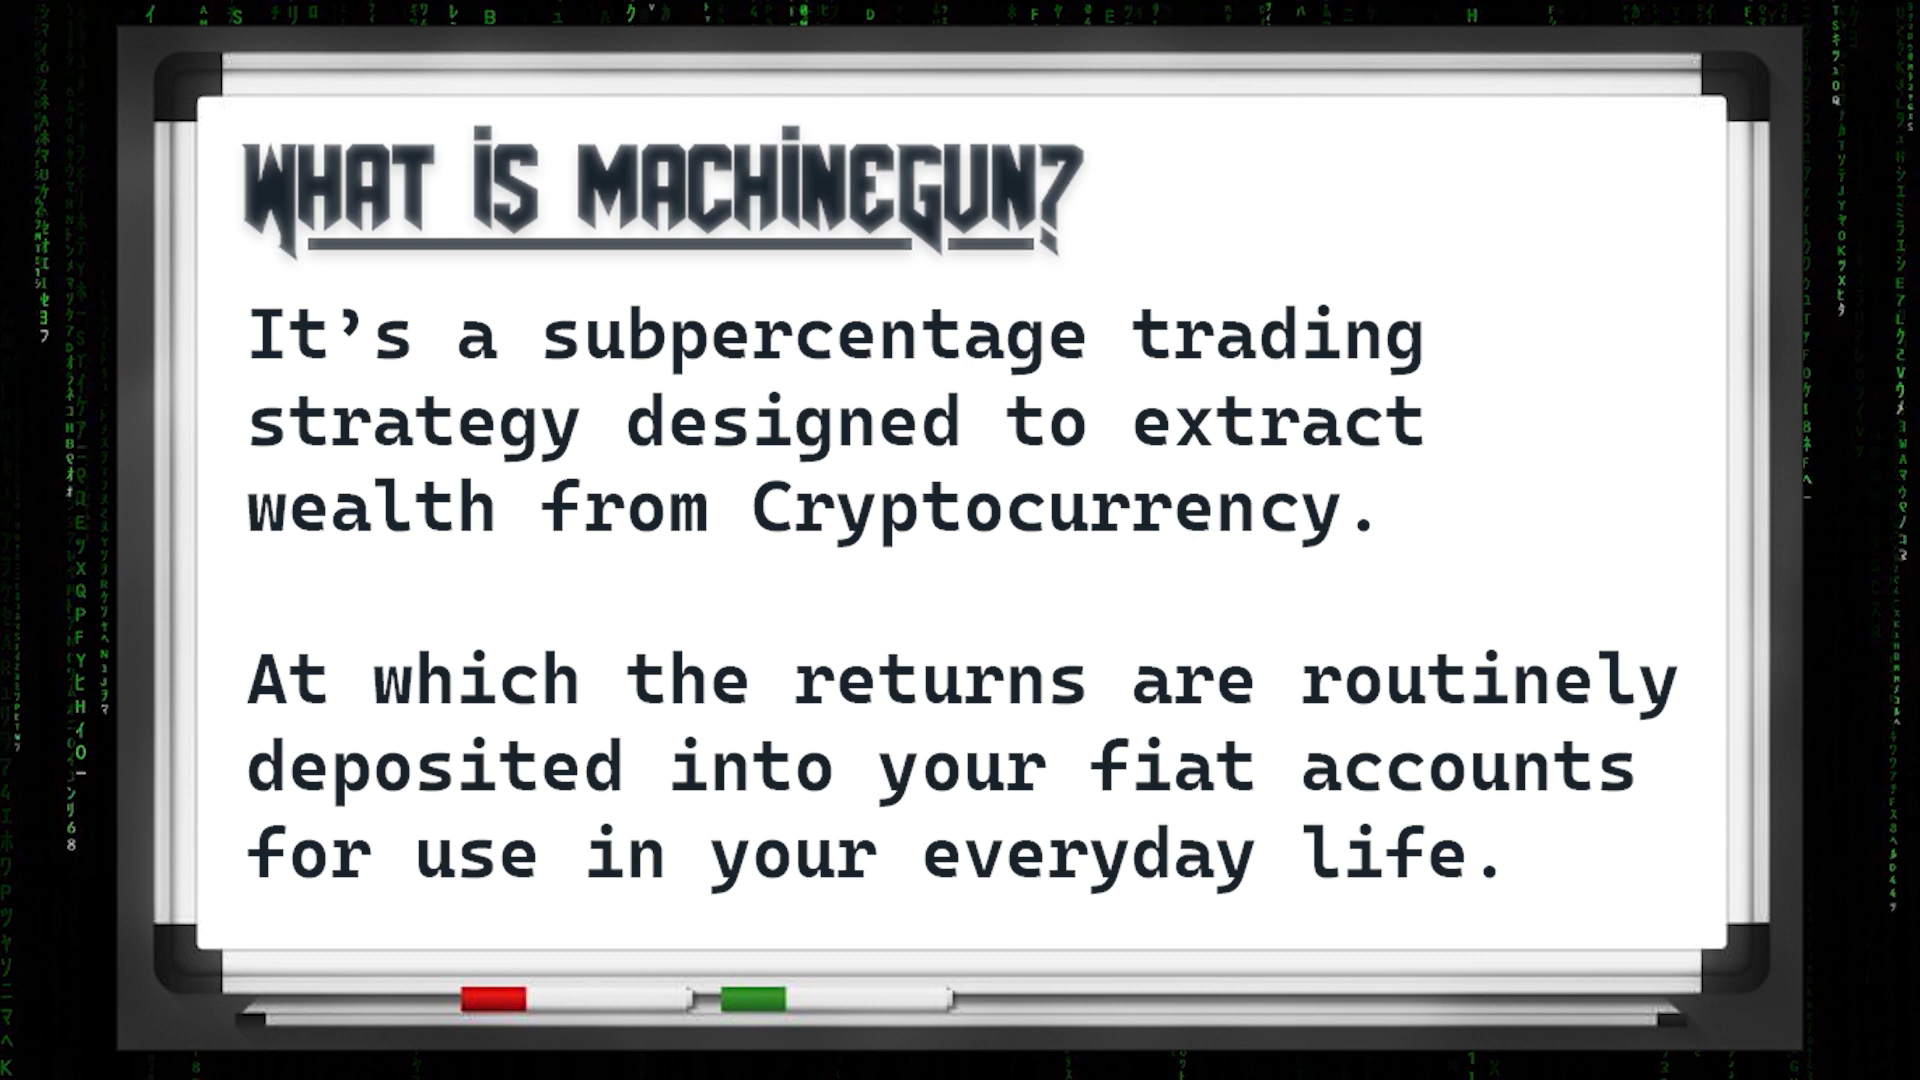 What is Machinegun?
It’s a subpercentage trading
strategy designed to extract
wealth from Cryptocurrency.
At which the returns are routinely
deposited into your fiat accounts
for use in your everyday life.